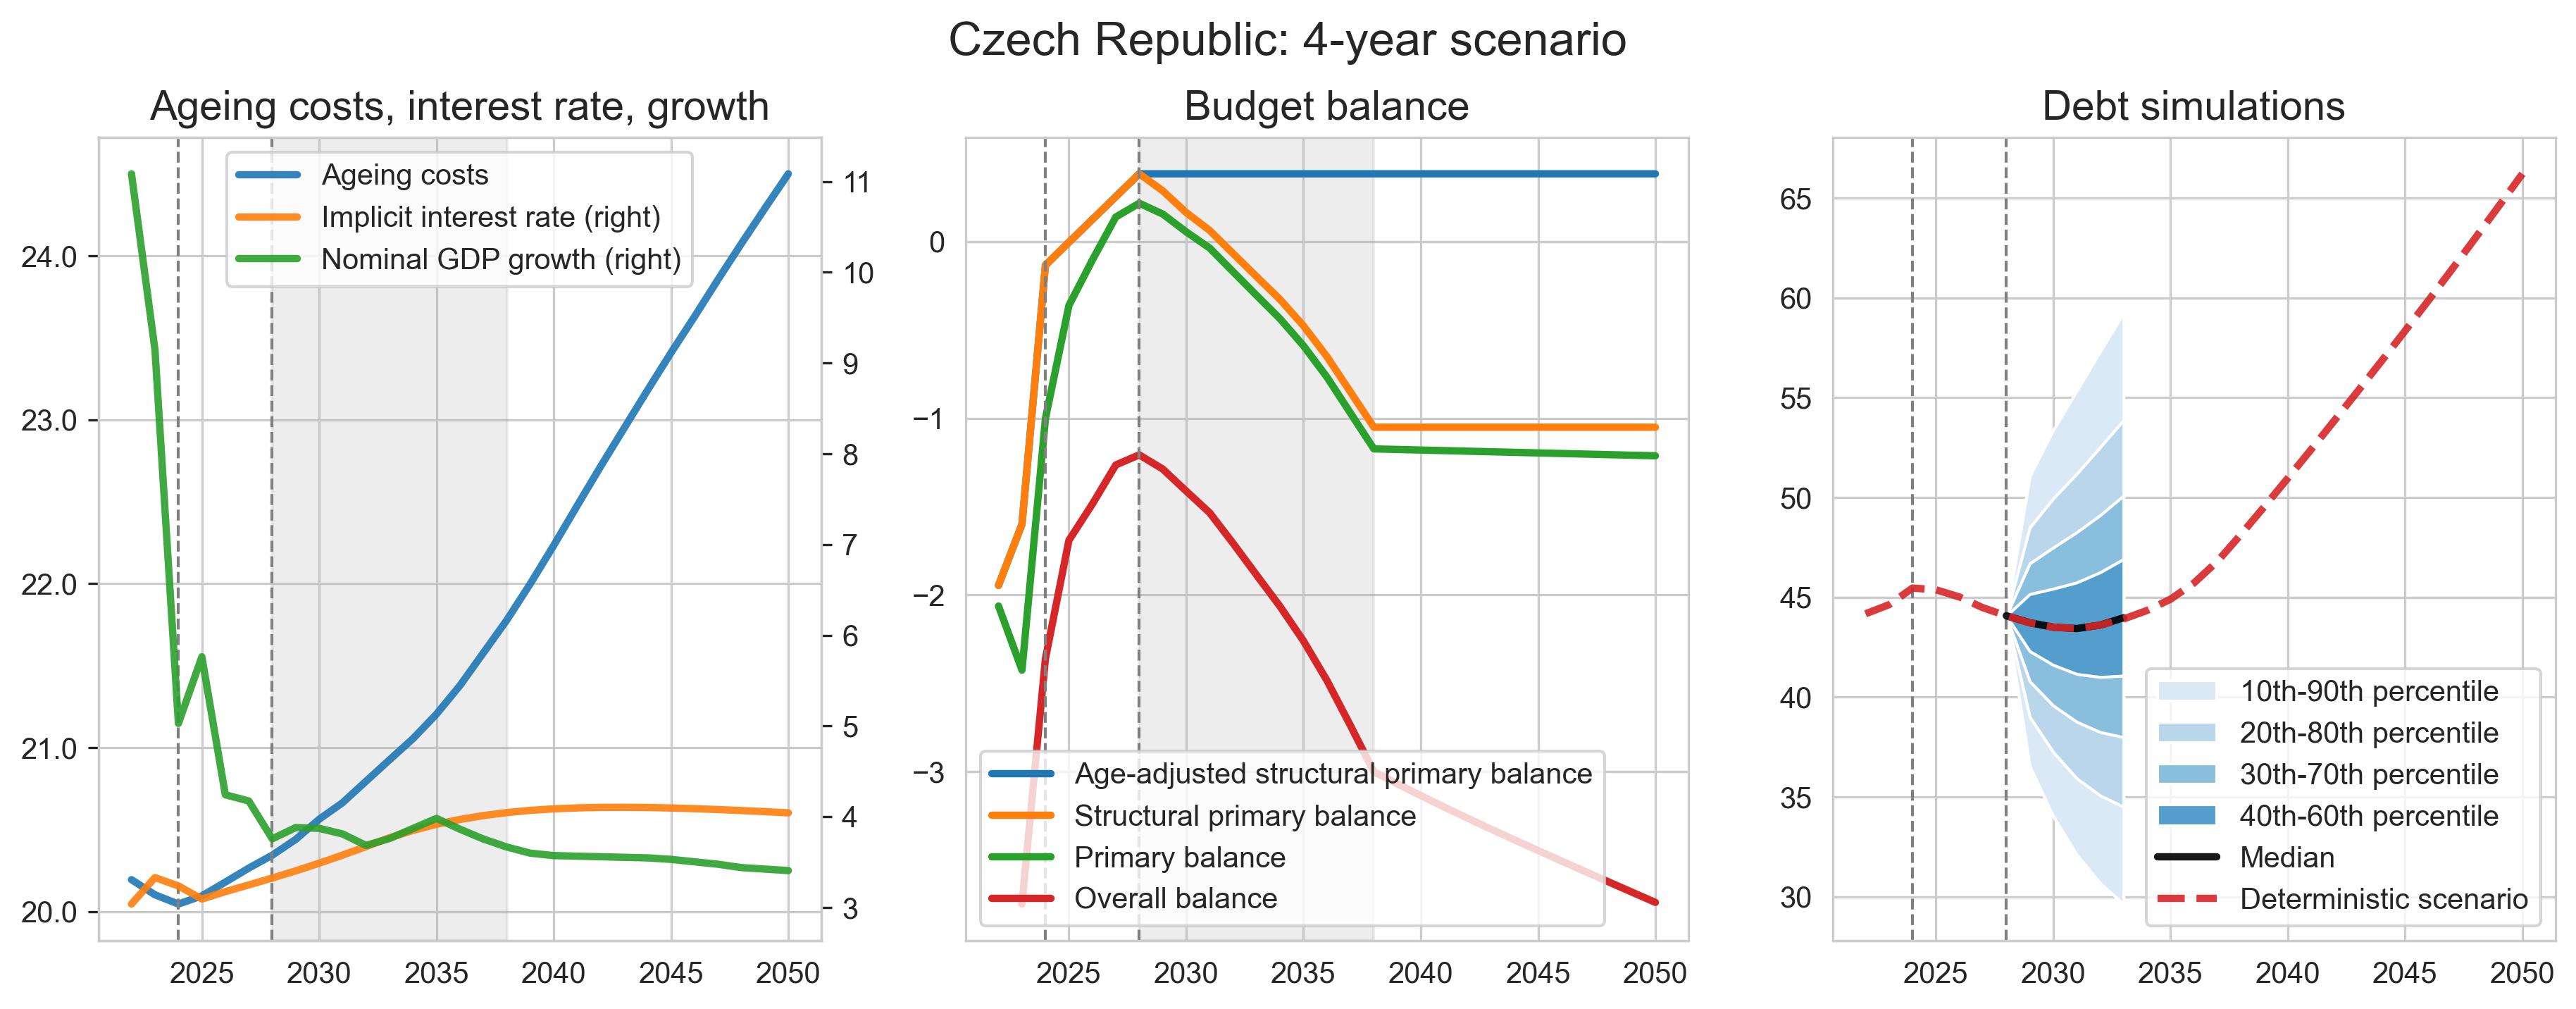 Czech Republic: 4-year scenario
Ageing costs, interest rate, growth
Ageing costs
Implicit interest rate (right)
Nominal GDP growth (right)
24.0
23.0
22.0
21.0
20.0
11
10
9
8
7
6
5
4
3
2025 2030 2035 2040 2045 2050
Budget balance
0
−1
−2
−3
Age-adjusted structural primary balance
Structural primary balance
Primary balance
Overall balance
2025 2030 2035 2040 2045 2050
Debt simulations
65
60
55
50
45
40
35
30
10th-90th percentile
20th-80th percentile
30th-70th percentile
40th-60th percentile
Median
Deterministic scenario
2025 2030 2035 2040 2045 2050